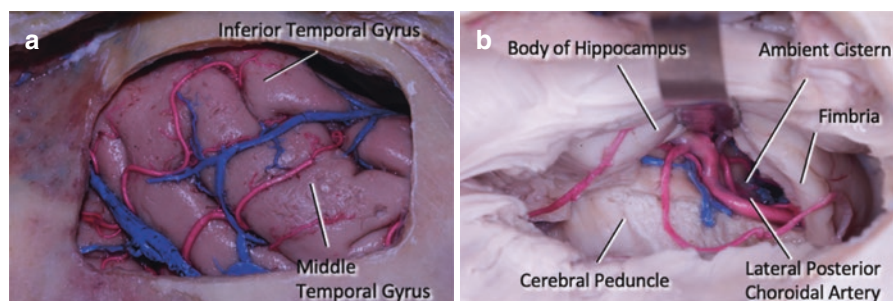 a
Inferior Temporal Gyrus
Middle
Temporal Gyrus
b
Body of Hippocampus
Ambient Cistern
Fimbria
Cerebral Peduncle
Lateral Posterior
Choroidal Artery